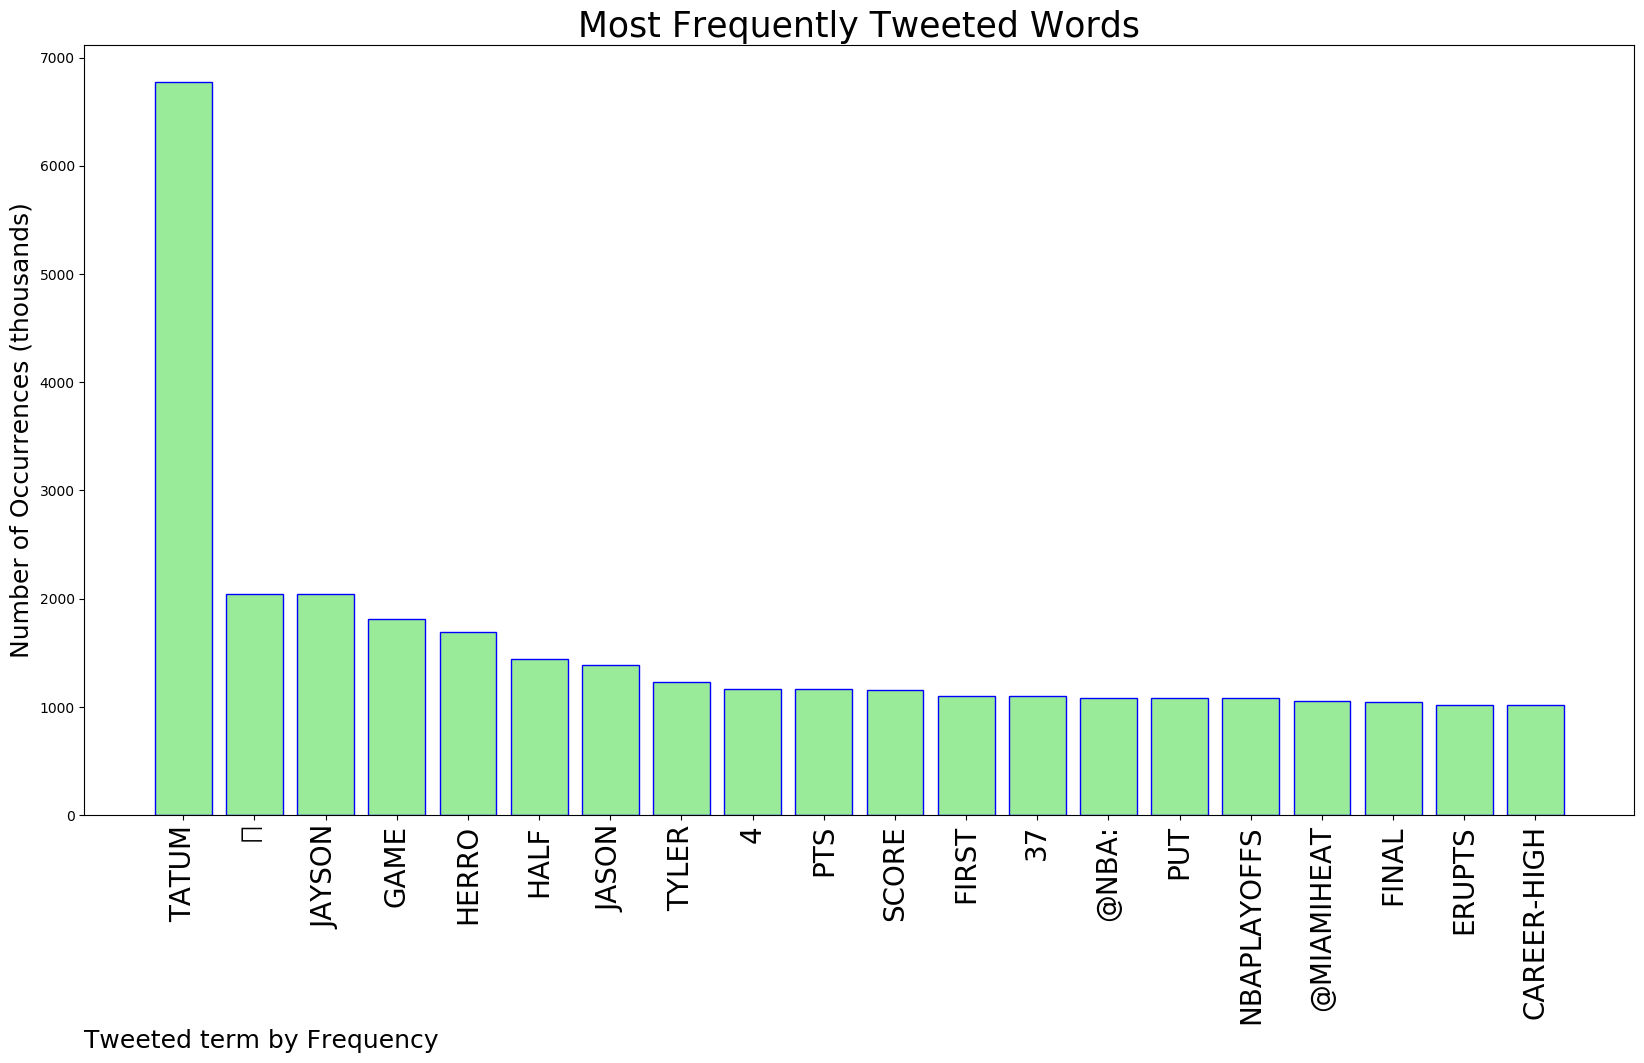 Most Frequently Tweeted Words
Number of Occurrences (thousands)
7000
6000
5000
4000
3000
2000
1000
0
TATUM
JAYSON
GAME
HERRO
HALF
JASON
TYLER
4
PTS
SCORE
FIRST
37
@NBA:
PUT
NBAPLAYOFFS
@MIAMIHEAT
FINAL
ERUPTS
CAREER-HIGH
Tweeted term by Frequency